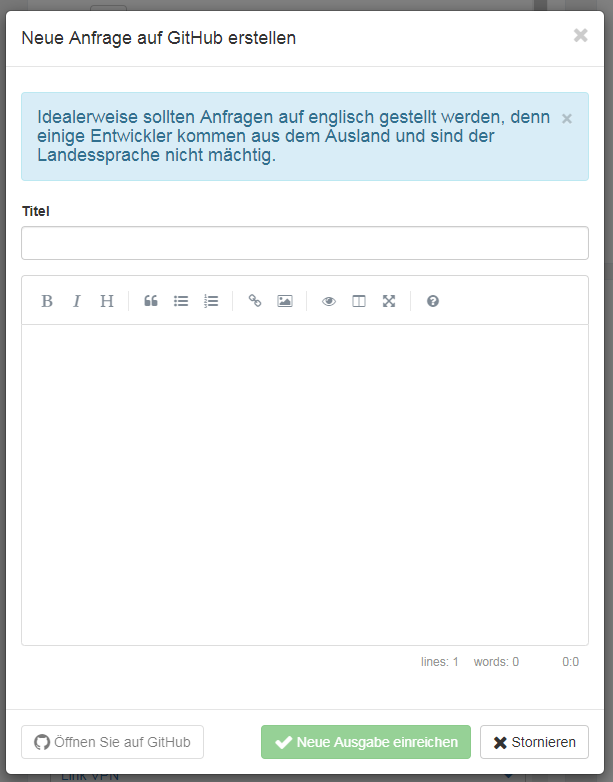 Neue Anfrage auf GitHub erstellen
Idealerweise sollten Anfragen auf englisch gestellt werden, denn
einige Entwickler kommen aus dem Ausland und sind der
Landessprache nicht mächtig.
Titel
B I H
lines: 1 words: 0 0:0
Öffnen Sie auf GitHub Neue Ausgabe einreichen Stornieren
Link VPN